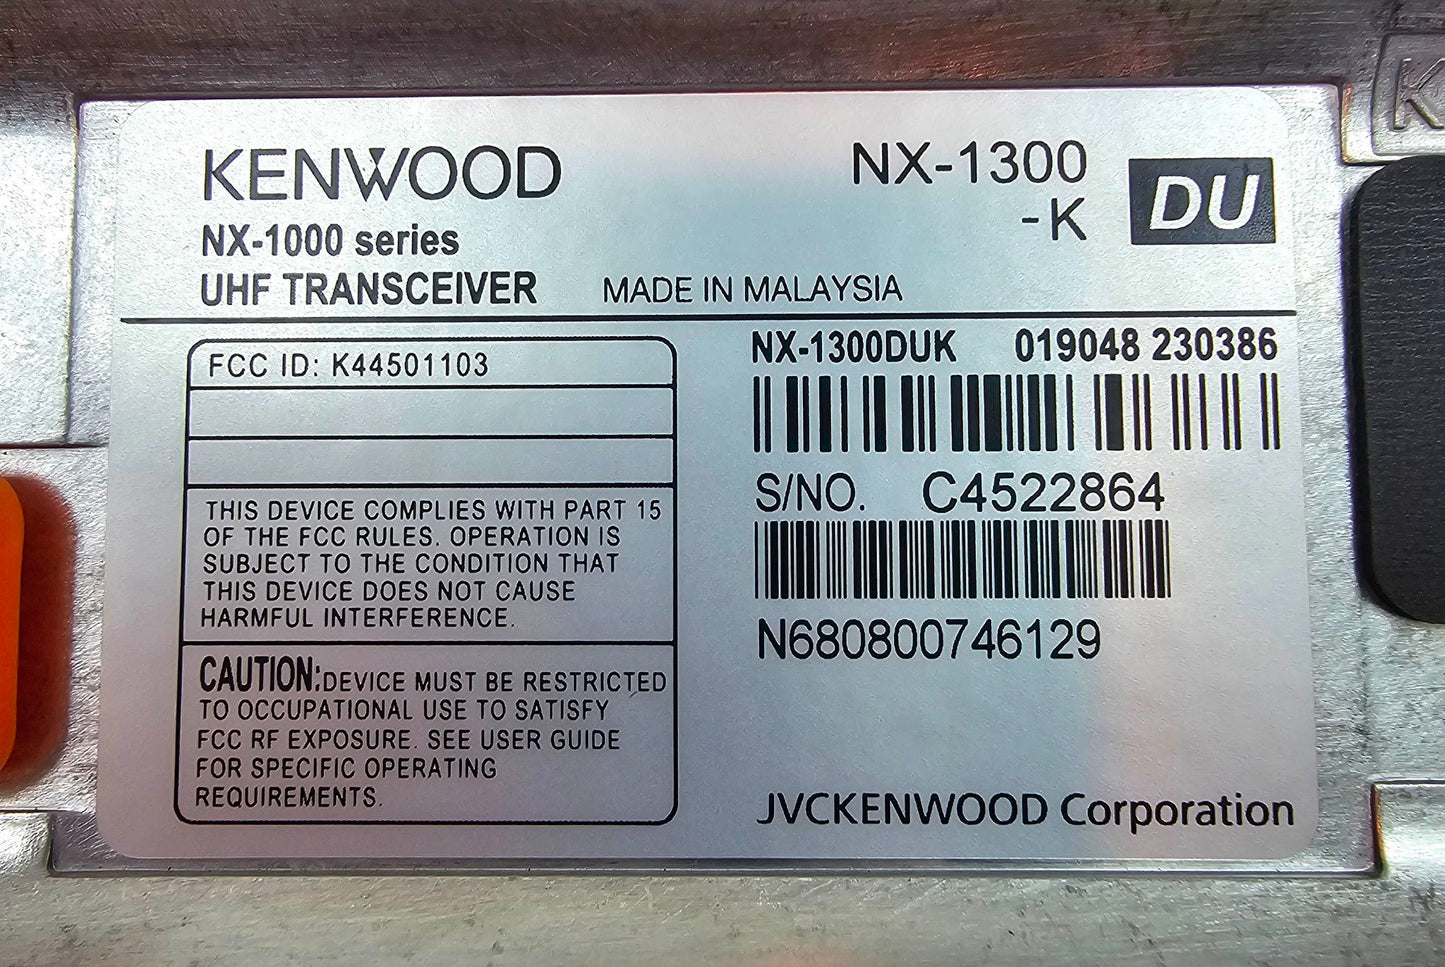 KENWOOD
NX-1000 series
UHF TRANSCEIVER
MADE IN MALAYSIA
NX-1300
-K
DU
K
FCC ID: K44501103
THIS DEVICE COMPLIES WITH PART 15
OF THE FCC RULES. OPERATION IS
SUBJECT TO THE CONDITION THAT
THIS DEVICE DOES NOT CAUSE
HARMFUL INTERFERENCE.
CAUTION:DEVICE MUST BE RESTRICTED
TO OCCUPATIONAL USE TO SATISFY
FCC RF EXPOSURE. SEE USER GUIDE
FOR SPECIFIC OPERATING
REQUIREMENTS.
NX-1300DUK 019048 230386
S/NO. C4522864
N680800746129
JVCKENWOOD Corporation